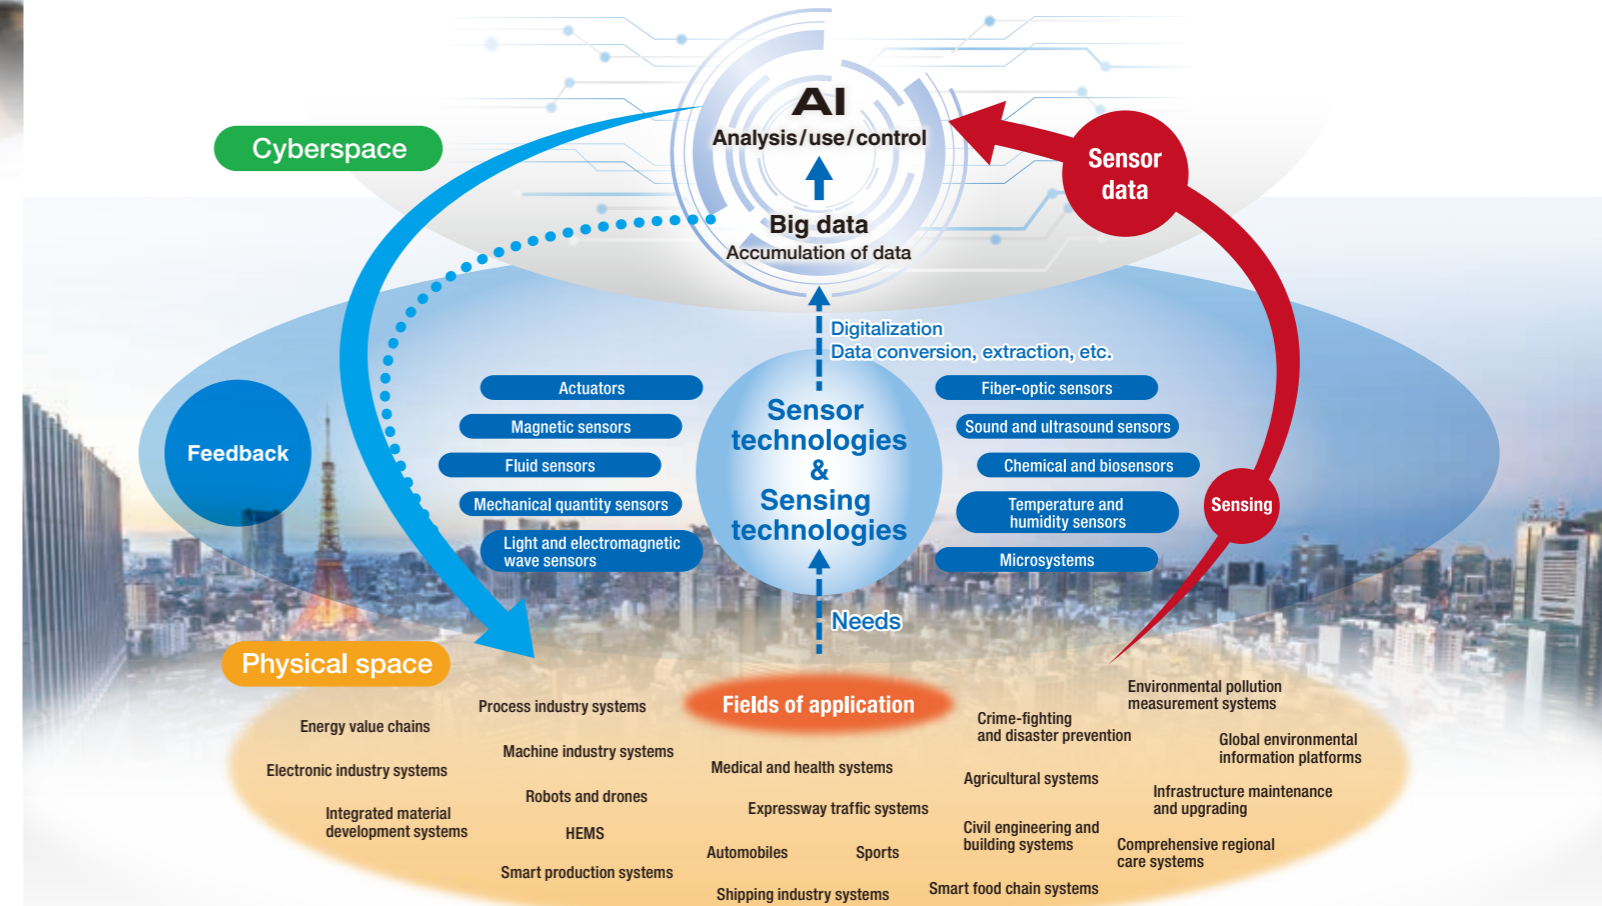 AI
Analysis/use/control
Cyberspace
Sensor
data
Big data
Accumulation of data
Digitalization
Data conversion, extraction, etc.
Feedback
Actuators
Magnetic sensors
Fluid sensors
Mechanical quantity sensors
Light and electromagnetic
wave sensors
Sensor
technologies
&
Sensing
technologies
Fiber-optic sensors
Sound and ultrasound sensors
Chemical and biosensors
Temperature and
humidity sensors
Microsystems
Sensing
Needs
Physical space
Fields of application
Energy value chains
Electronic industry systems
Integrated material
development systems
Process industry systems
Machine industry systems
Robots and drones
HEMS
Smart production systems
Medical and health systems
Expressway traffic systems
Automobiles
Sports
Shipping industry systems
Crime-fighting
and disaster prevention
Agricultural systems
Civil engineering and
building systems
Smart food chain systems
Environmental pollution
measurement systems
Global environmental
information platforms
Infrastructure maintenance
and upgrading
Comprehensive regional
care systems